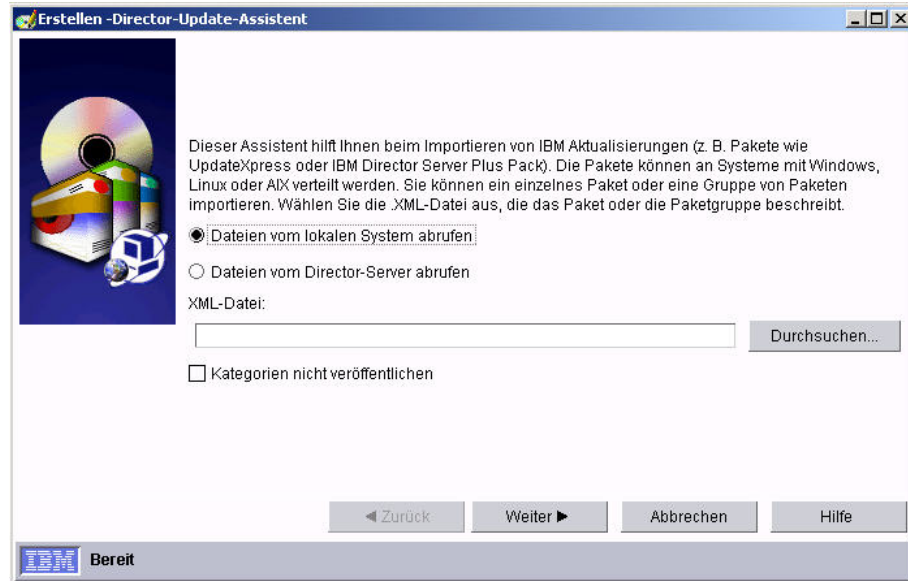 Erstellen -Director-Update-Assistent
Dieser Assistent hilft Ihnen beim Importieren von IBM Aktualisierungen (z. B. Pakete wie
UpdateXpress oder IBM Director Server Plus Pack). Die Pakete können an Systeme mit Windows,
Linux oder AIX verteilt werden. Sie können ein einzelnes Paket oder eine Gruppe von Paketen
importieren. Wählen Sie die .XML-Datei aus, die das Paket oder die Paketgruppe beschreibt.
Dateien vom lokalen System abrufen
Dateien vom Director-Server abrufen
XML-Datei:
Durchsuchen...
Kategorien nicht veröffentlichen
Zurück Weiter Abbrechen Hilfe
IBM Bereit